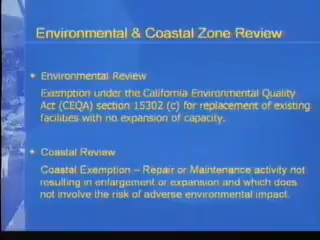 Environmental & Coastal Zone Review
Environmental Review
Exemption under the California Environmental Quality
Act (CEQA) section 15302 (c) for replacement of existing
facilities with no expansion of capacity.
Coastal Review
Coastal Exemption – Repair or Maintenance activity not
resulting in enlargement or expansion and which does
not involve the risk of adverse environmental impact.